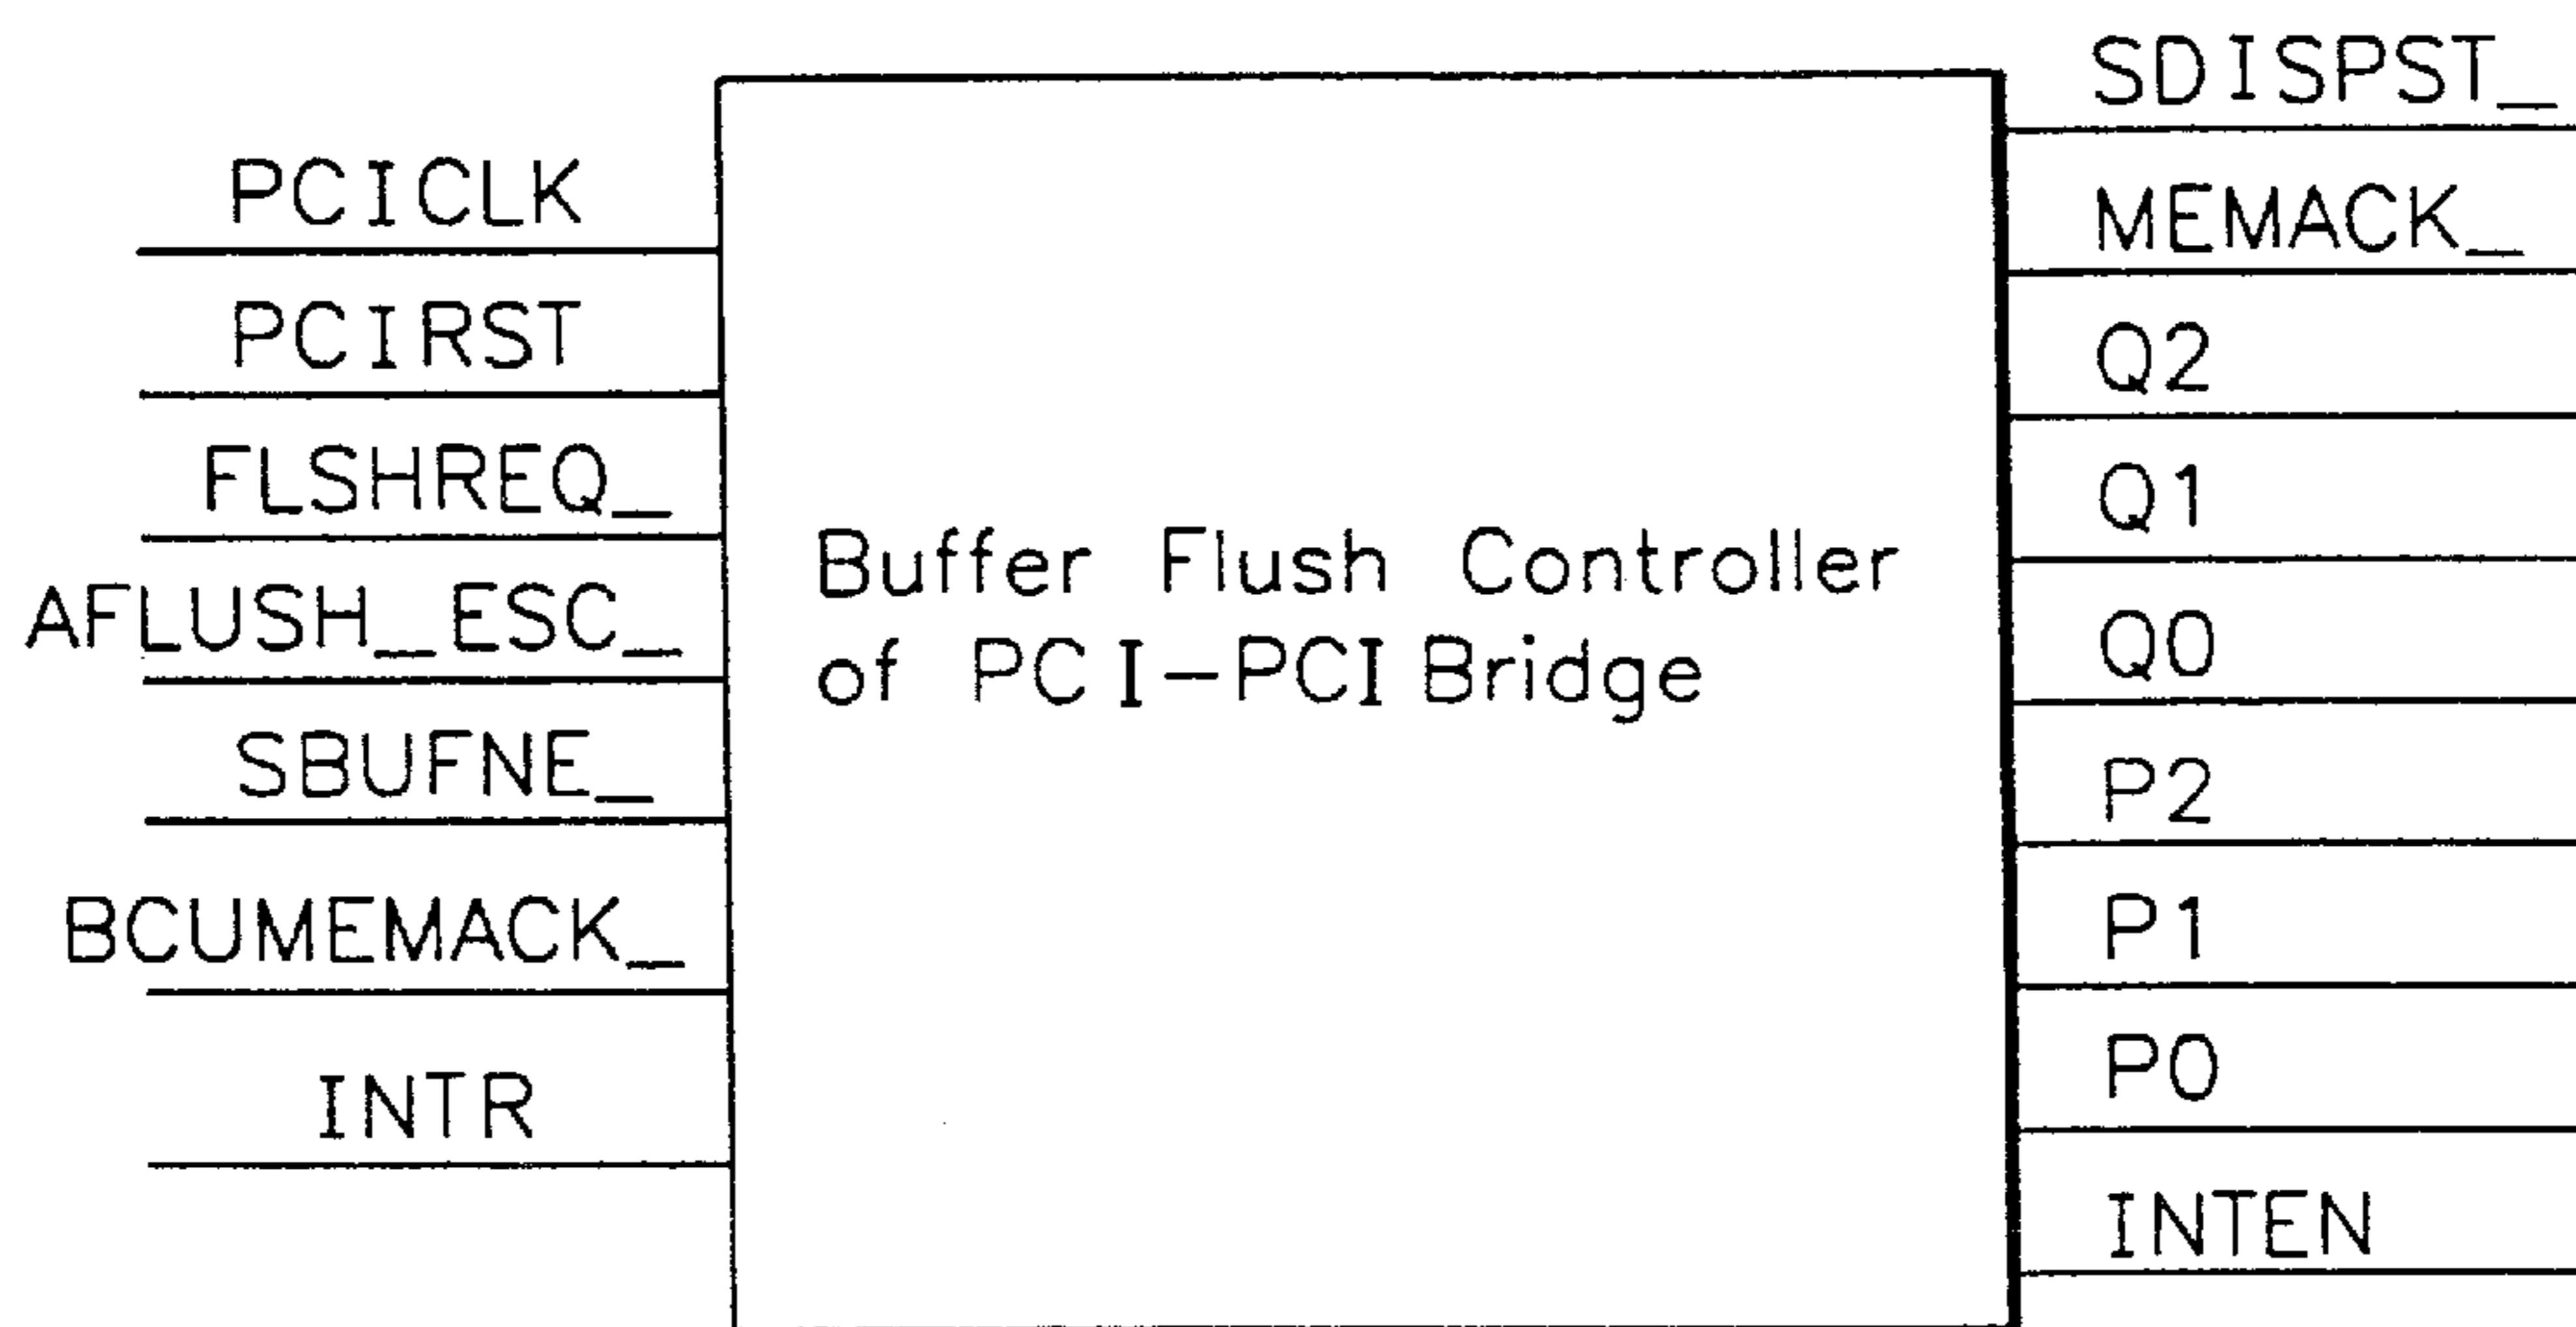 PCICLK
PCIRST
FLSHREQ_
AFLUSH_ESC_
SBUFNE_
BCUMEMACK_
INTR
Buffer Flush Controller
of PCI-PCI Bridge
SDISPST_
MEMACK_
Q2
Q1
Q0
P2
P1
P0
INTEN